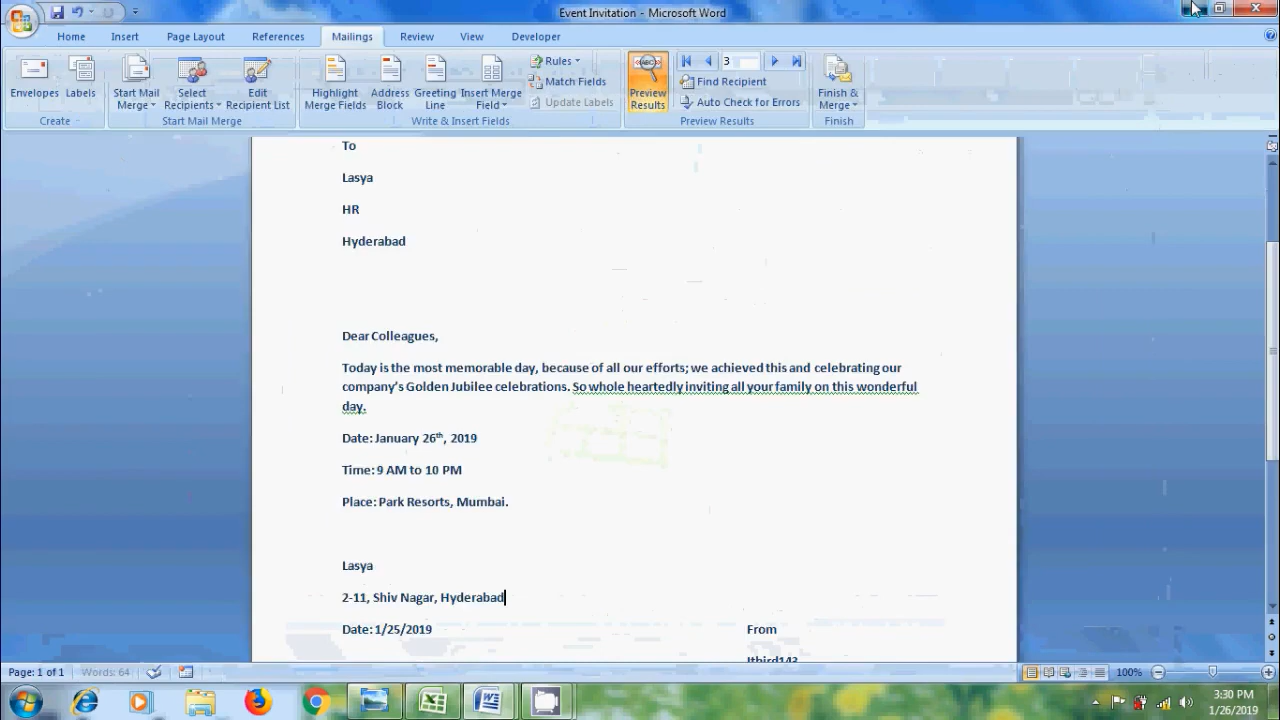 Event Invitation - Microsoft Word
Home Insert Page Layout References Mailings Review View Developer
Envelopes Labels
Create
Start Mail Merge Select Recipients Edit Recipient List
Start Mail Merge
Highlight Merge Fields Address Block Greeting Line Insert Merge Field
Rules
Match Fields
Update Labels
Write & Insert Fields
ABC
Preview Results
3
Find Recipient
Auto Check for Errors
Preview Results
Finish & Merge
Finish
To
Lasya
HR
Hyderabad
Dear Colleagues,
Today is the most memorable day, because of all our efforts; we achieved this and celebrating our
company's Golden Jubilee celebrations. So whole heartedly inviting all your family on this wonderful
day.
Date: January 26th, 2019
Time: 9 AM to 10 PM
Place: Park Resorts, Mumbai.
Lasya
2-11, Shiv Nagar, Hyderabad
Date: 1/25/2019 From
Itbird143
Page: 1 of 1 Words: 64 100%
3:30 PM
1/26/2019